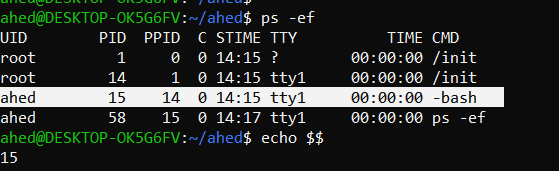 ahed@DESKTOP-OK5G6FV:~/ahed$ ps -ef
UID        PID  PPID  C STIME TTY          TIME CMD
root         1     0  0 14:15 ?        00:00:00 /init
root        14     1  0 14:15 tty1     00:00:00 /init
ahed        15    14  0 14:15 tty1     00:00:00 -bash
ahed        58    15  0 14:17 tty1     00:00:00 ps -ef
ahed@DESKTOP-OK5G6FV:~/ahed$ echo $$
15